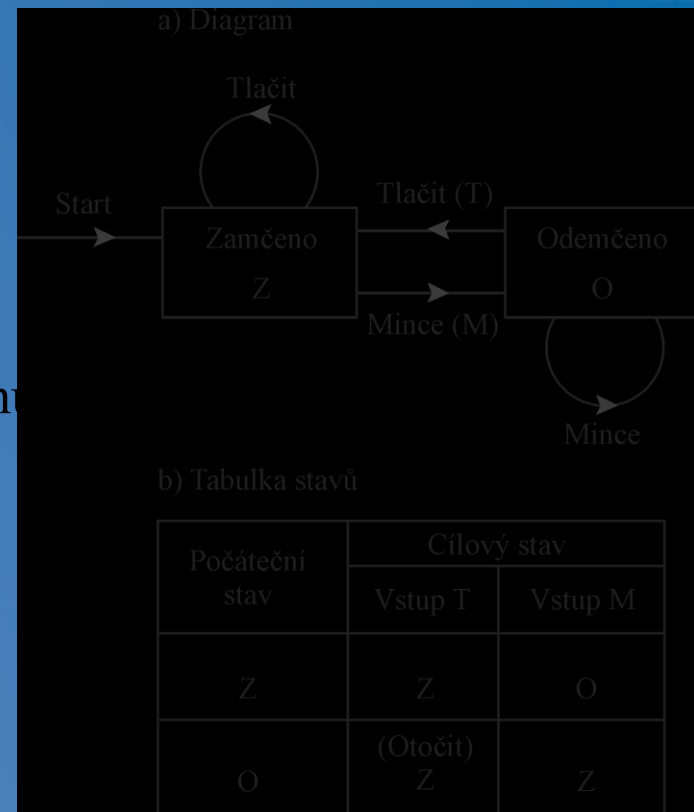 a) Diagram
Tlačit
Start
Tlačit (T)
Zamčeno
Z
Odemčeno
O
Mince (M)
Mince
b) Tabulka stavů
Počáteční
stav
Cílový stav
Vstup T
Vstup M
Z
Z
O
O
(Otočit)
Z
Z